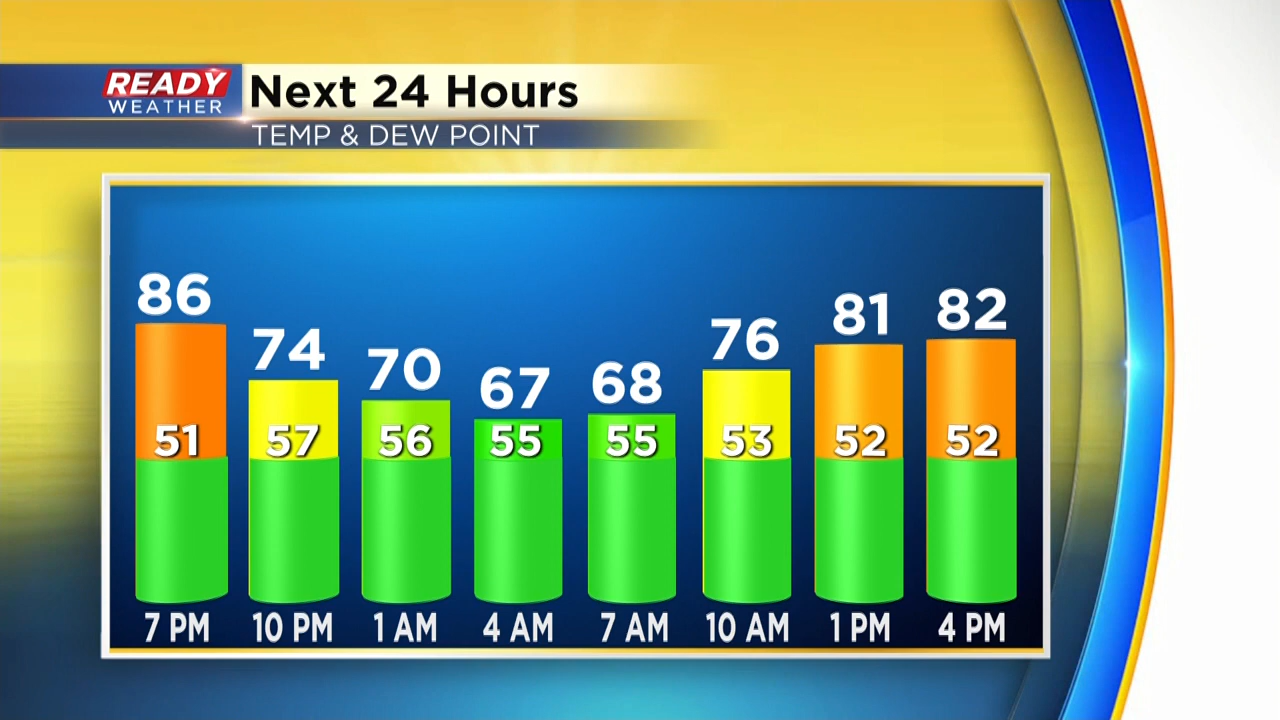 READY
WEATHER
Next 24 Hours
TEMP & DEW POINT
86 74 70 67 68 76 81 82
51 57 56 55 55 53 52 52
7 PM 10 PM 1 AM 4 AM 7 AM 10 AM 1 PM 4 PM